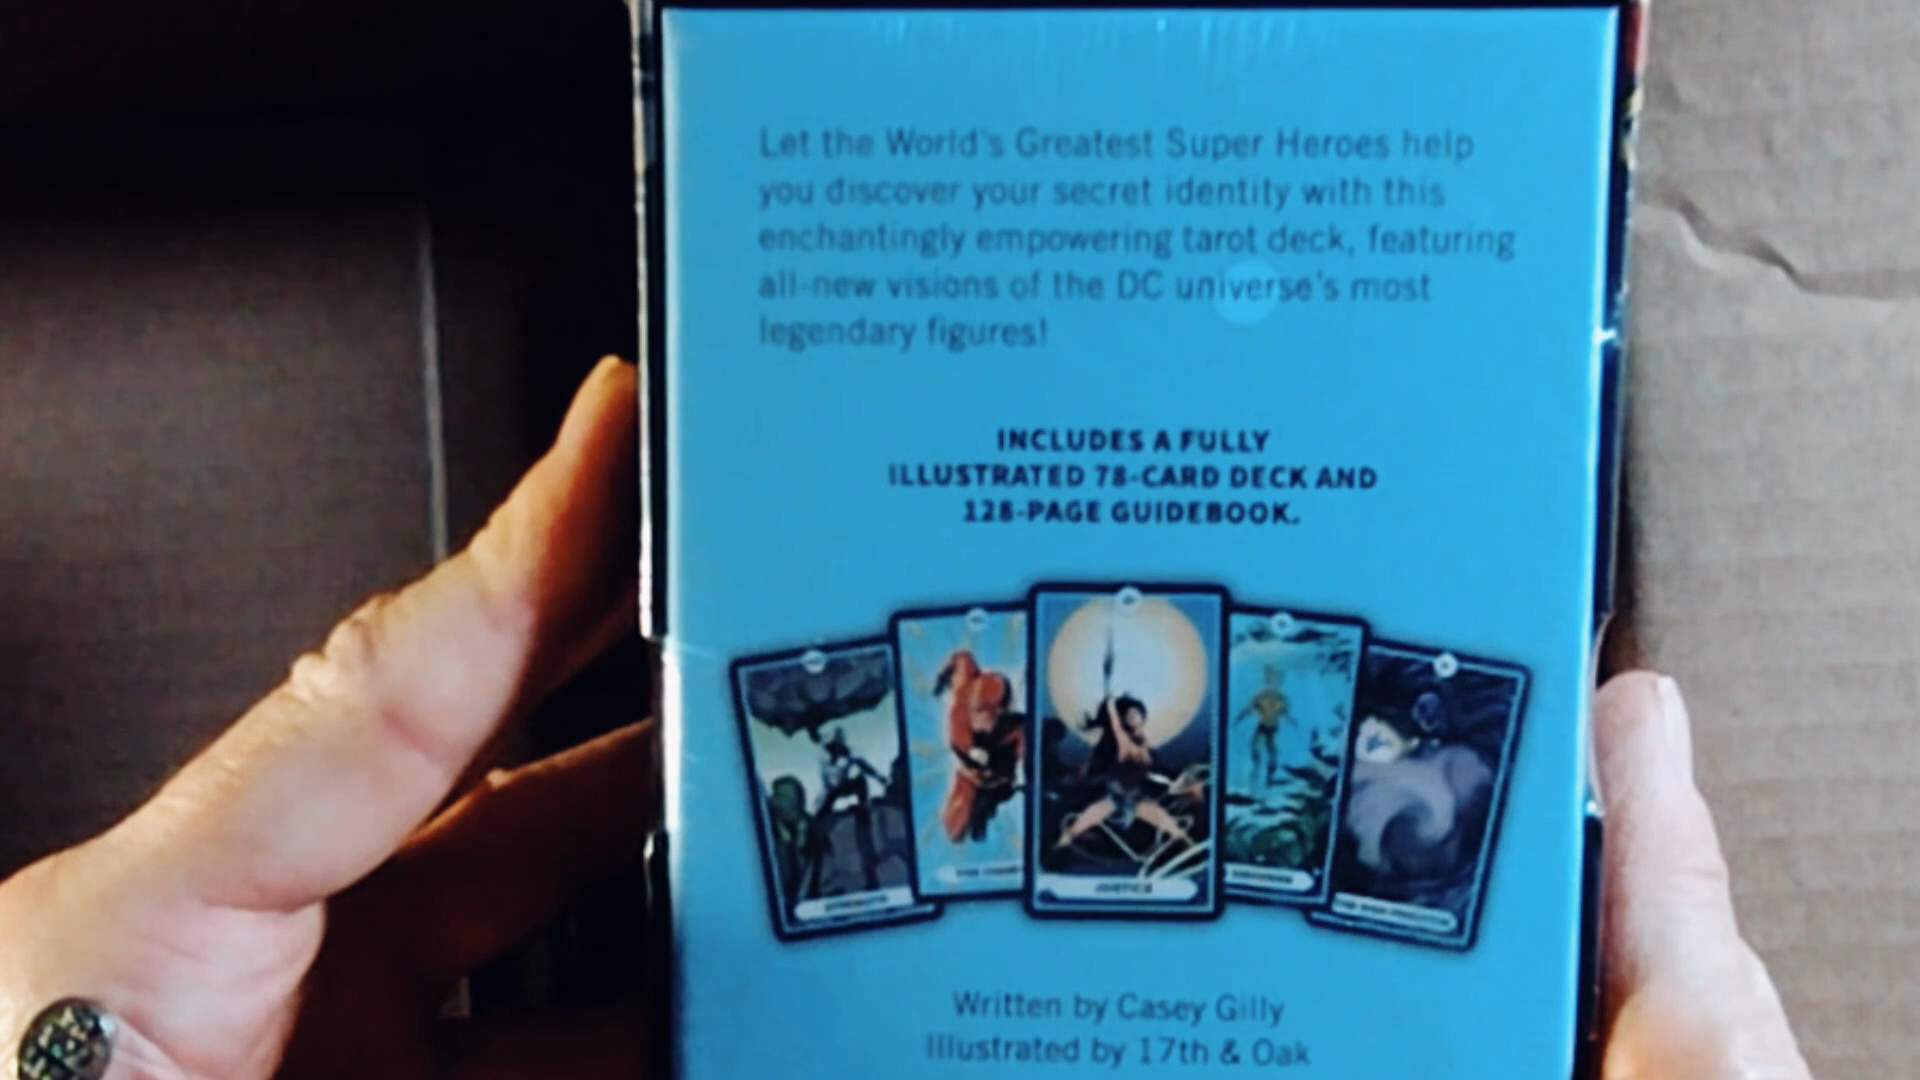 Let the World's Greatest Super Heroes help
you discover your secret identity with this
enchantingly empowering tarot deck, featuring
all-new visions of the DC universe's most
legendary figures!
INCLUDES A FULLY
ILLUSTRATED 78-CARD DECK AND
128-PAGE GUIDEBOOK.
STRENGTH
JUSTICE
Written by Casey Gilly
Illustrated by 17th & Oak